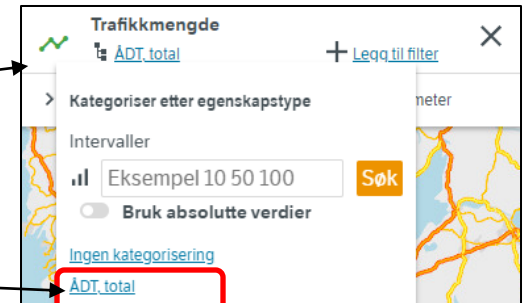 Trafikkmengde
ÅDT, total
Legg til filter
Kategoriser etter egenskapstype
meter
Intervaller
Eksempel 10 50 100
Søk
Bruk absolutte verdier
Ingen kategorisering
ÅDT, total